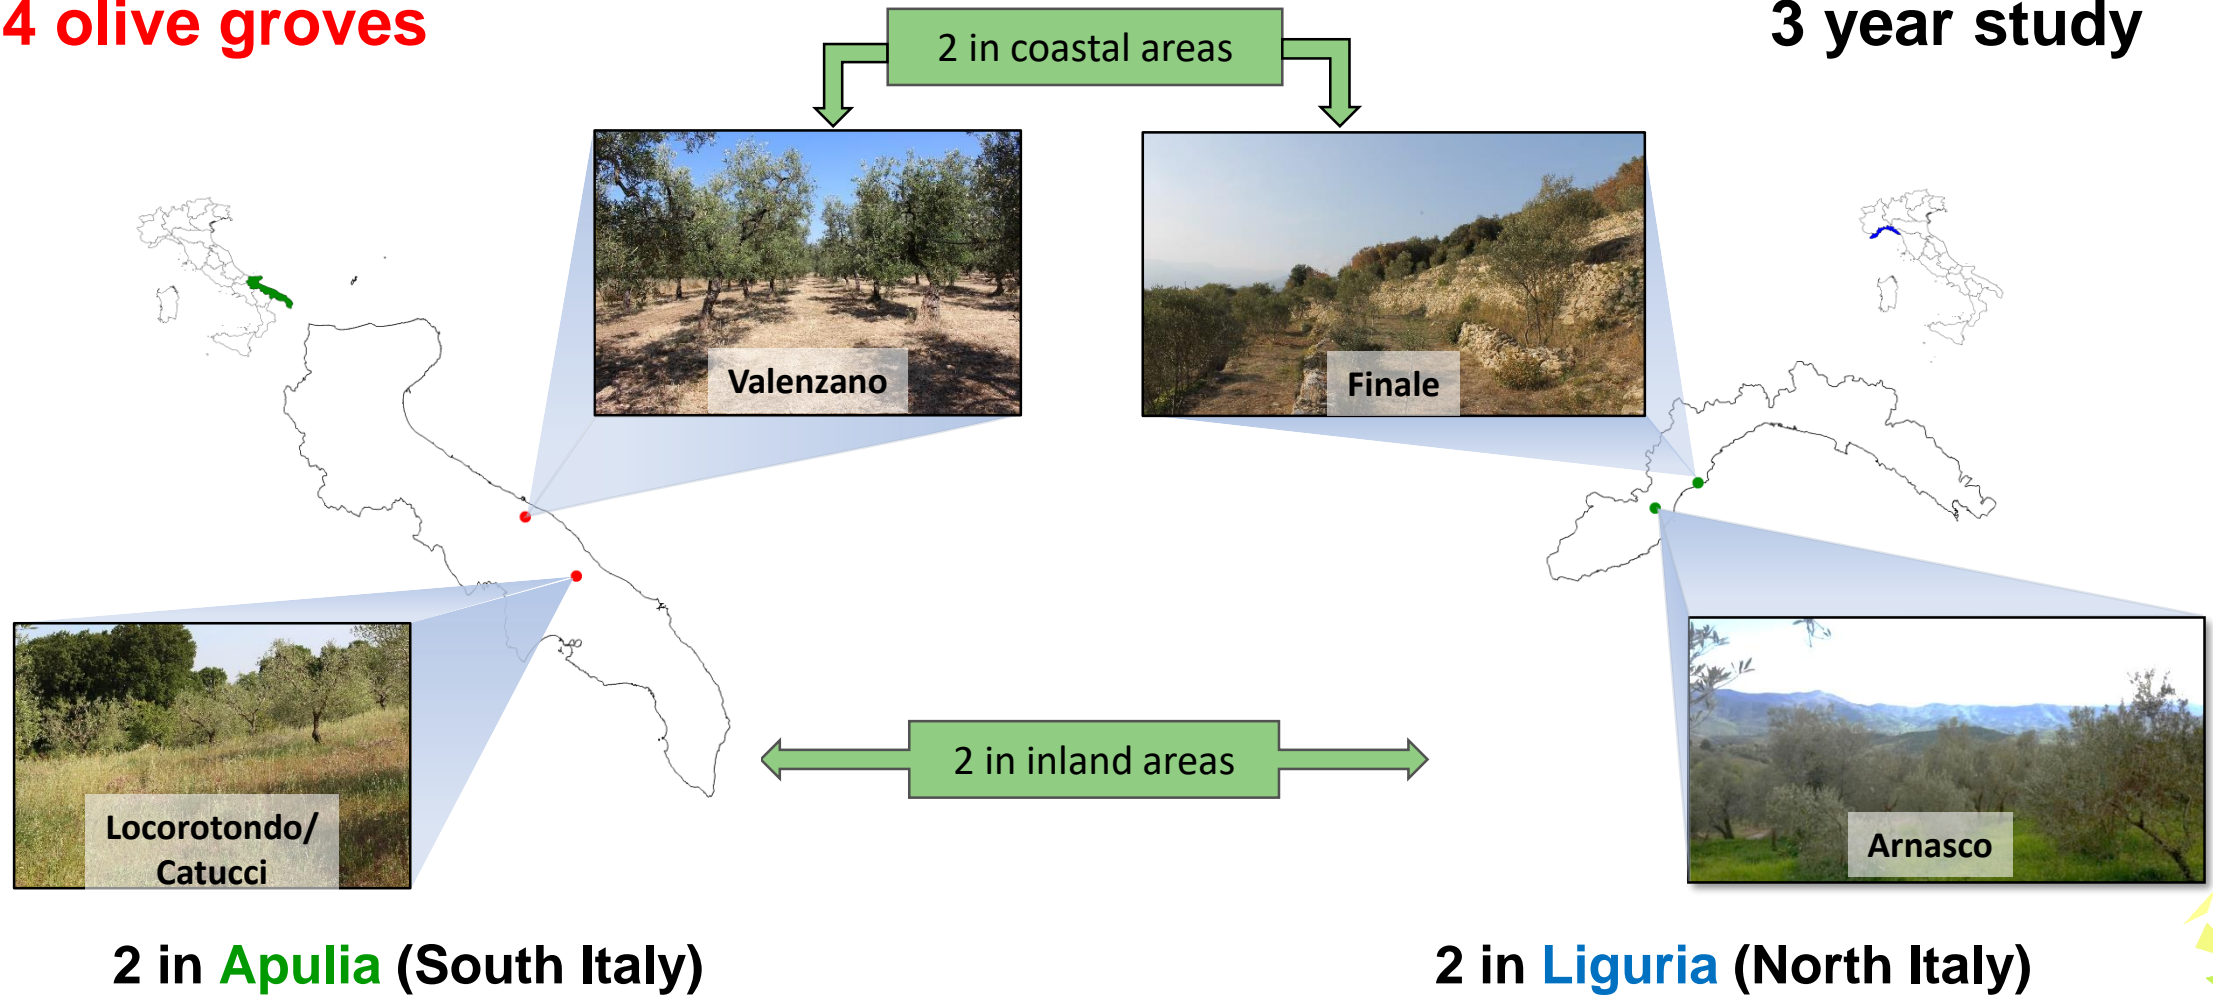 4 olive groves
2 in coastal areas
3 year study
Valenzano
Finale
2 in inland areas
Locorotondo/
Catucci
Arnasco
2 in Apulia (South Italy)
2 in Liguria (North Italy)